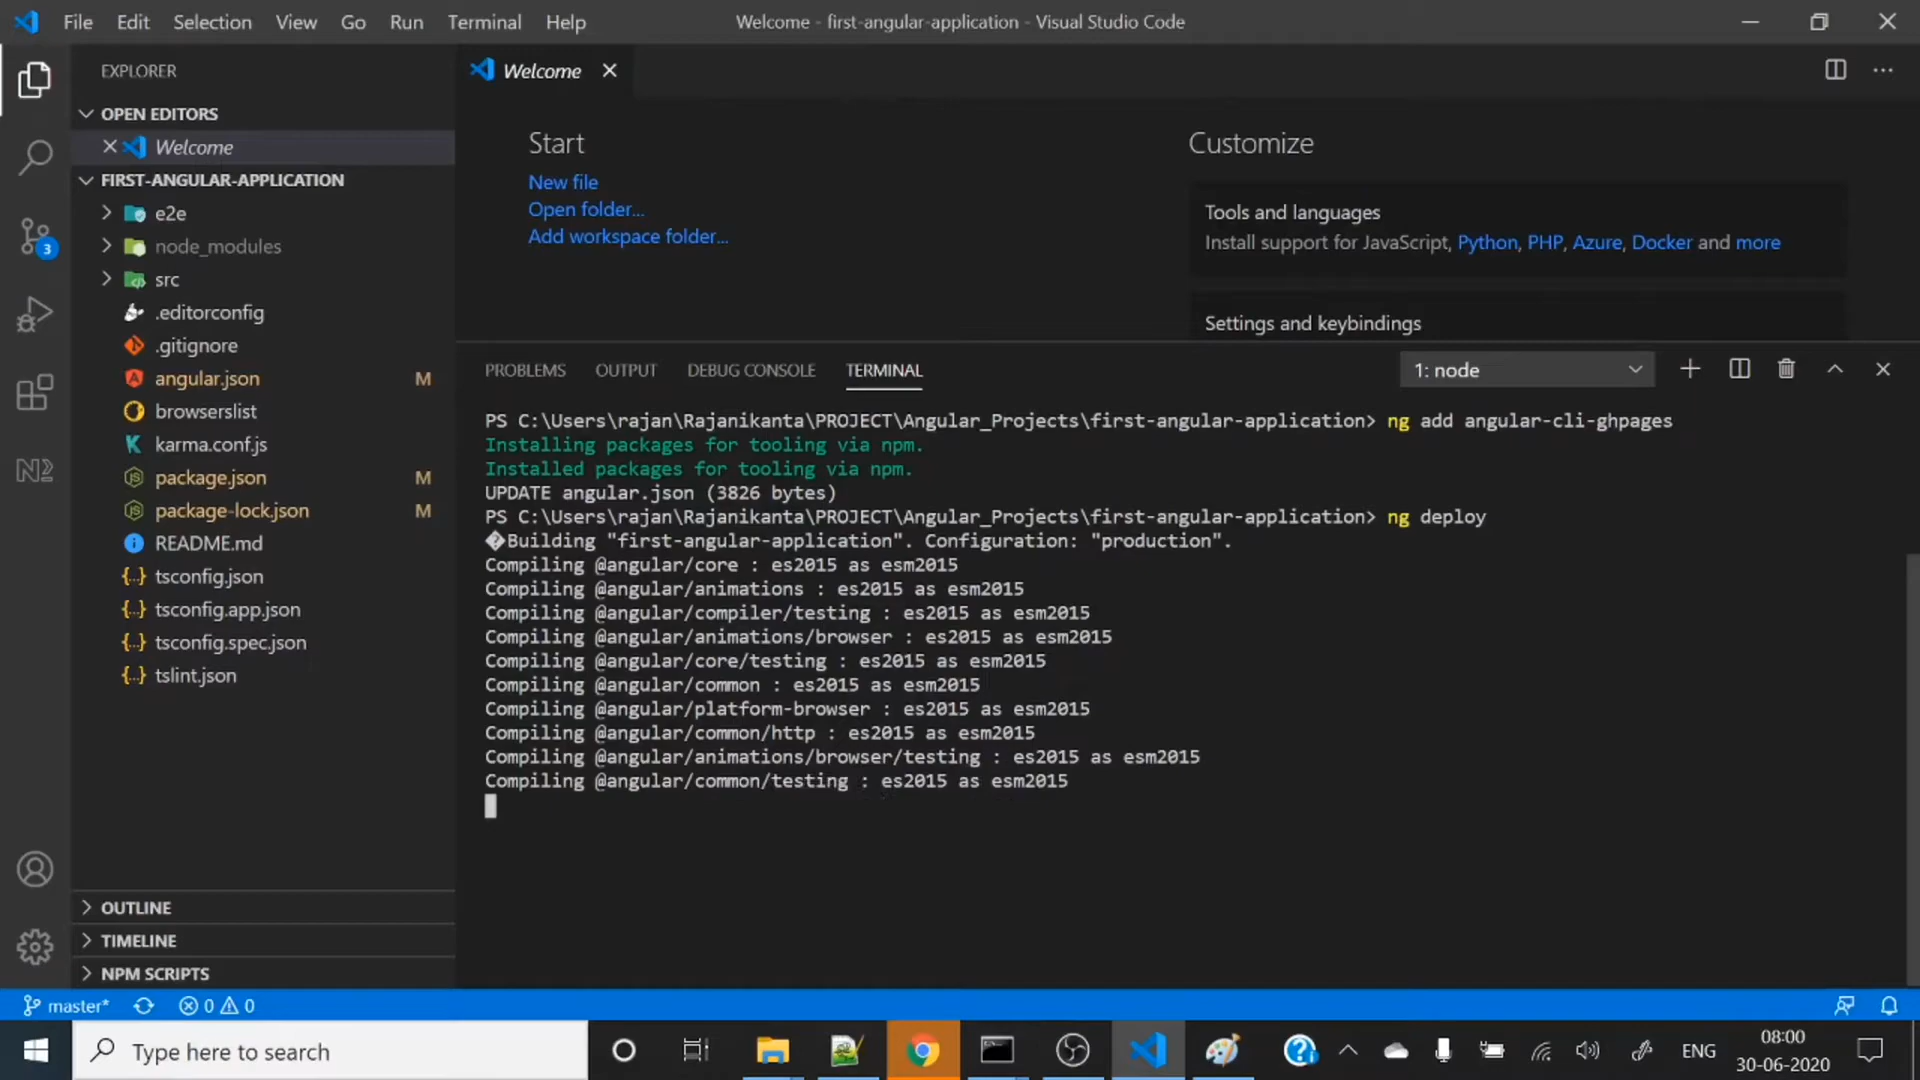 File Edit Selection View Go Run Terminal Help
Welcome - first-angular-application - Visual Studio Code
EXPLORER
OPEN EDITORS
Welcome
FIRST-ANGULAR-APPLICATION
e2e
node_modules
src
.editorconfig
.gitignore
angular.json M
browserslist
karma.conf.js
package.json M
package-lock.json M
README.md
tsconfig.json
tsconfig.app.json
tsconfig.spec.json
tslint.json
OUTLINE
TIMELINE
NPM SCRIPTS
3
Welcome
Start
New file
Open folder...
Add workspace folder...
Customize
Tools and languages
Install support for JavaScript, Python, PHP, Azure, Docker and more
Settings and keybindings
PROBLEMS OUTPUT DEBUG CONSOLE TERMINAL
1: node
PS C:\Users\rajan\Rajanikanta\PROJECT\Angular_Projects\first-angular-application> ng add angular-cli-ghpages
Installing packages for tooling via npm.
Installed packages for tooling via npm.
UPDATE angular.json (3826 bytes)
PS C:\Users\rajan\Rajanikanta\PROJECT\Angular_Projects\first-angular-application> ng deploy
�Building "first-angular-application". Configuration: "production".
Compiling @angular/core : es2015 as esm2015
Compiling @angular/animations : es2015 as esm2015
Compiling @angular/compiler/testing : es2015 as esm2015
Compiling @angular/animations/browser : es2015 as esm2015
Compiling @angular/core/testing : es2015 as esm2015
Compiling @angular/common : es2015 as esm2015
Compiling @angular/platform-browser : es2015 as esm2015
Compiling @angular/common/http : es2015 as esm2015
Compiling @angular/animations/browser/testing : es2015 as esm2015
Compiling @angular/common/testing : es2015 as esm2015
master* 0 0
Type here to search
ENG
08:00
30-06-2020